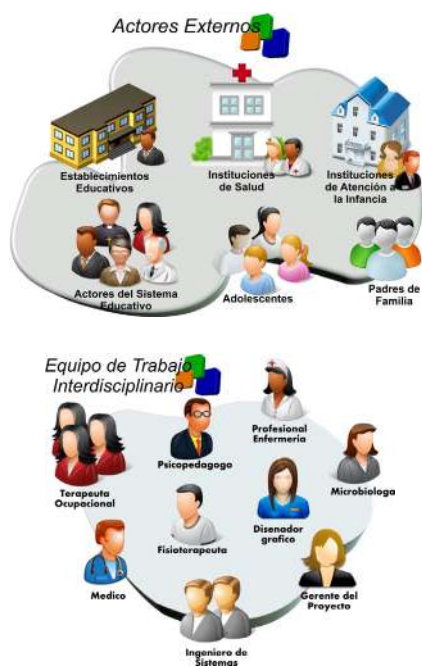 Actores Externos
Establecimientos
Educativos
Instituciones
de Salud
Instituciones
de Atención a
la Infancia
Actores del Sistema
Educativo
Adolescentes
Padres de
Familia
Equipo de Trabajo
Interdisciplinario
Terapeuta
Ocupacional
Psicopedagogo
Profesional
Enfermeria
Microbiologa
Fisioterapeuta
Disenador
grafico
Medico
Gerente del
Proyecto
Ingeniero de
Sistemas